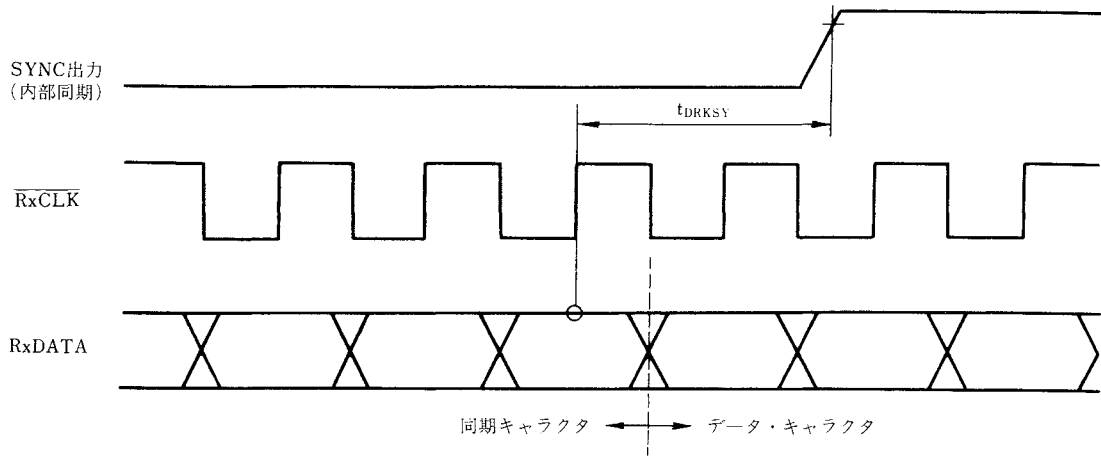 SYNC出力
(内部同期)
tDRKSY
RxCLK
RxDATA
同期キャラクタ
データ・キャラクタ